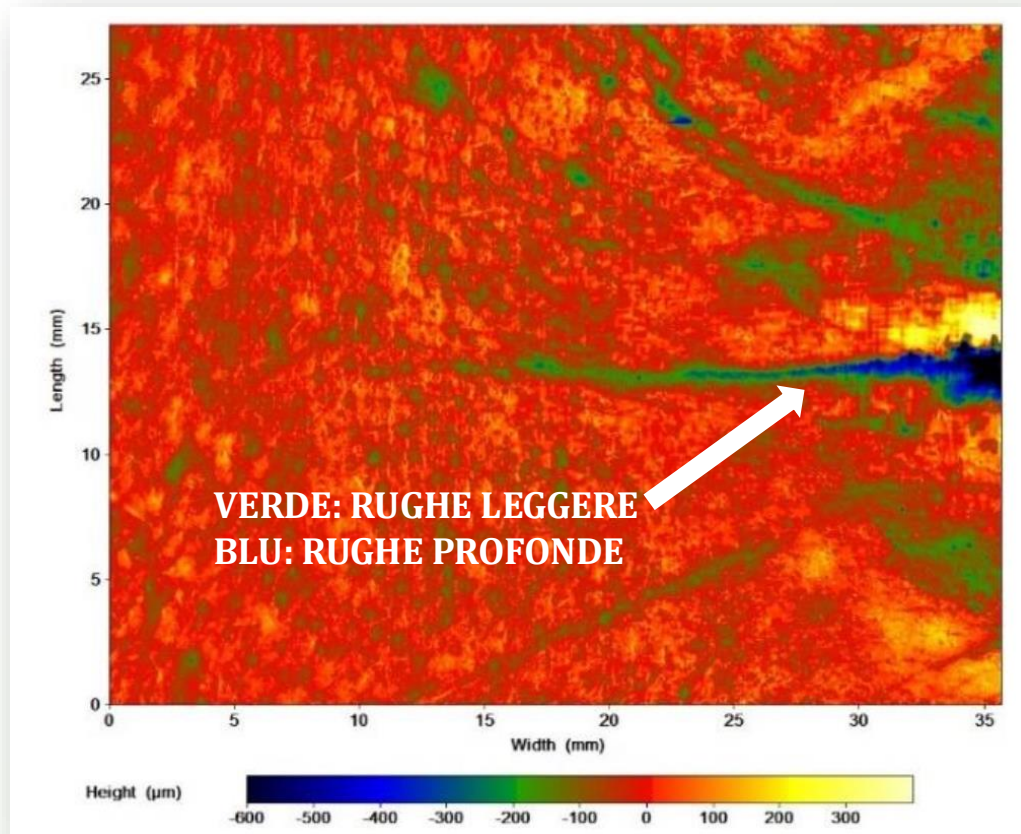 25
20
15
10
5
0
Length (mm)
VERDE: RUGHE LEGGERE
BLU: RUGHE PROFONDE
0 5 10 15 20 25 30 35
Width (mm)
Height (µm)
-600 -500 -400 -300 -200 -100 0 100 200 300